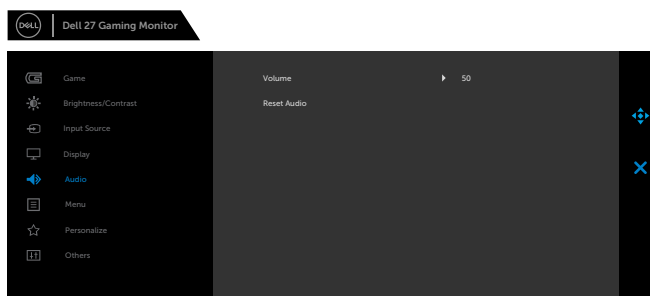 DELL Dell 27 Gaming Monitor
Game
Brightness/Contrast
Input Source
Display
Audio
Menu
Personalize
Others
Volume 50
Reset Audio